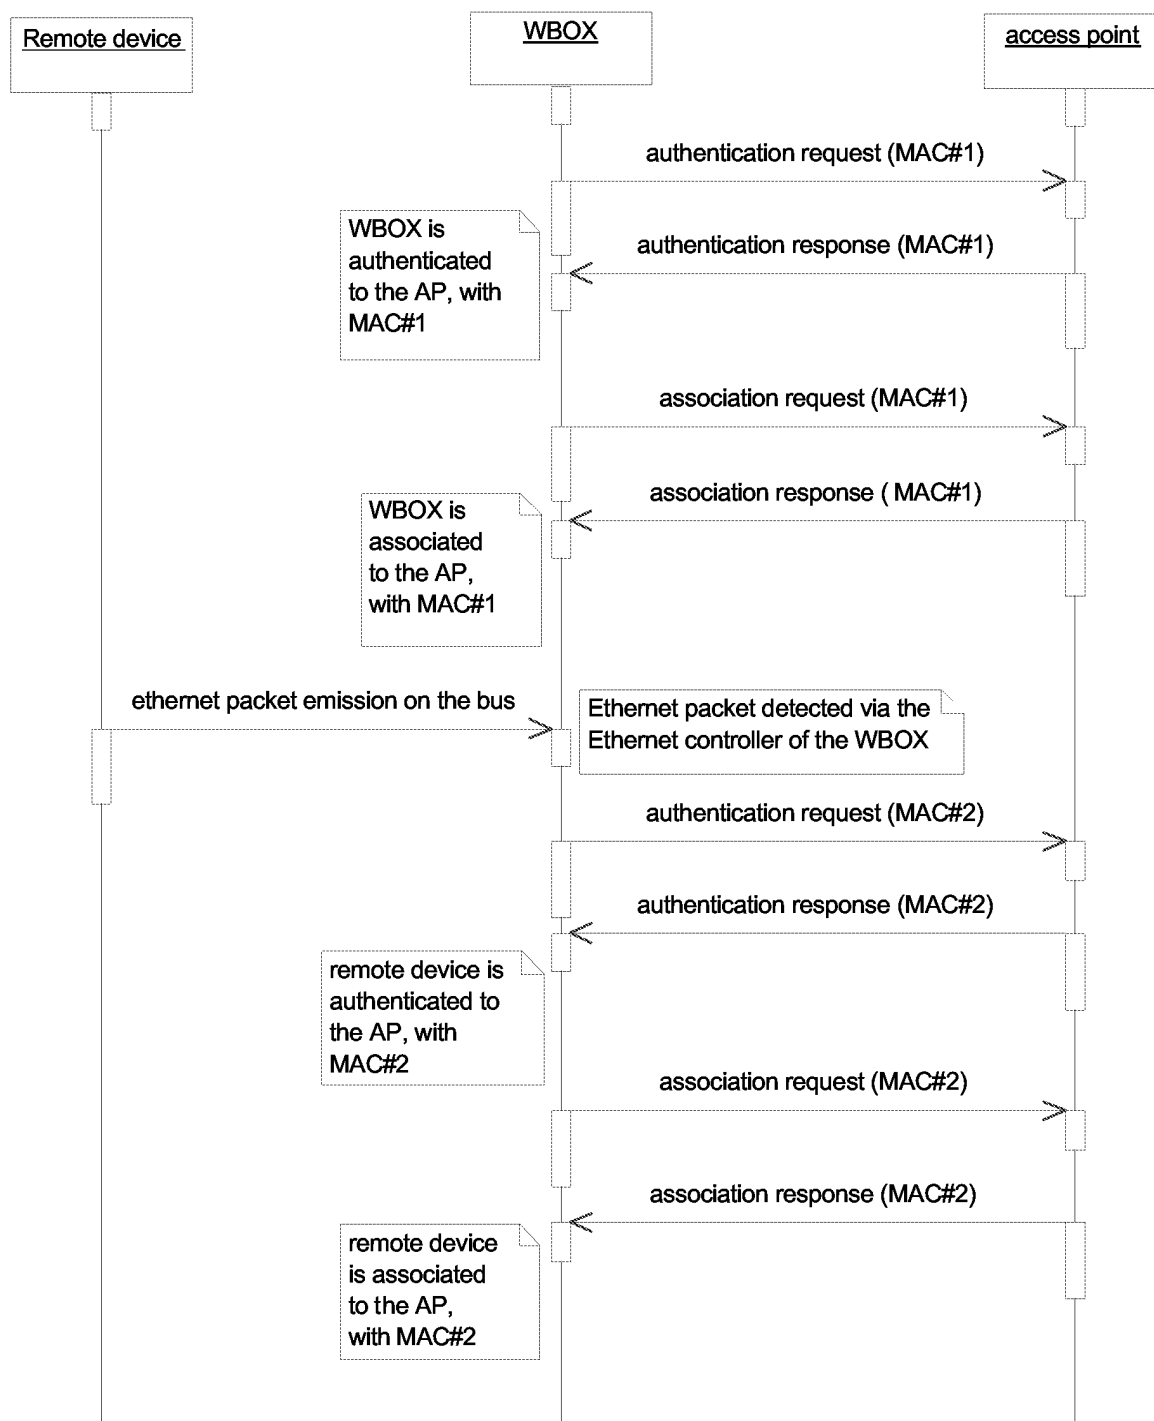 Remote device
WBOX
access point
authentication request (MAC#1)
WBOX is
authenticated
to the AP, with
MAC#1
authentication response (MAC#1)
association request (MAC#1)
association response ( MAC#1)
WBOX is
associated
to the AP,
with MAC#1
ethernet packet emission on the bus
Ethernet packet detected via the
Ethernet controller of the WBOX
authentication request (MAC#2)
authentication response (MAC#2)
remote device is
authenticated to
the AP, with
MAC#2
association request (MAC#2)
association response (MAC#2)
remote device
is associated
to the AP,
with MAC#2